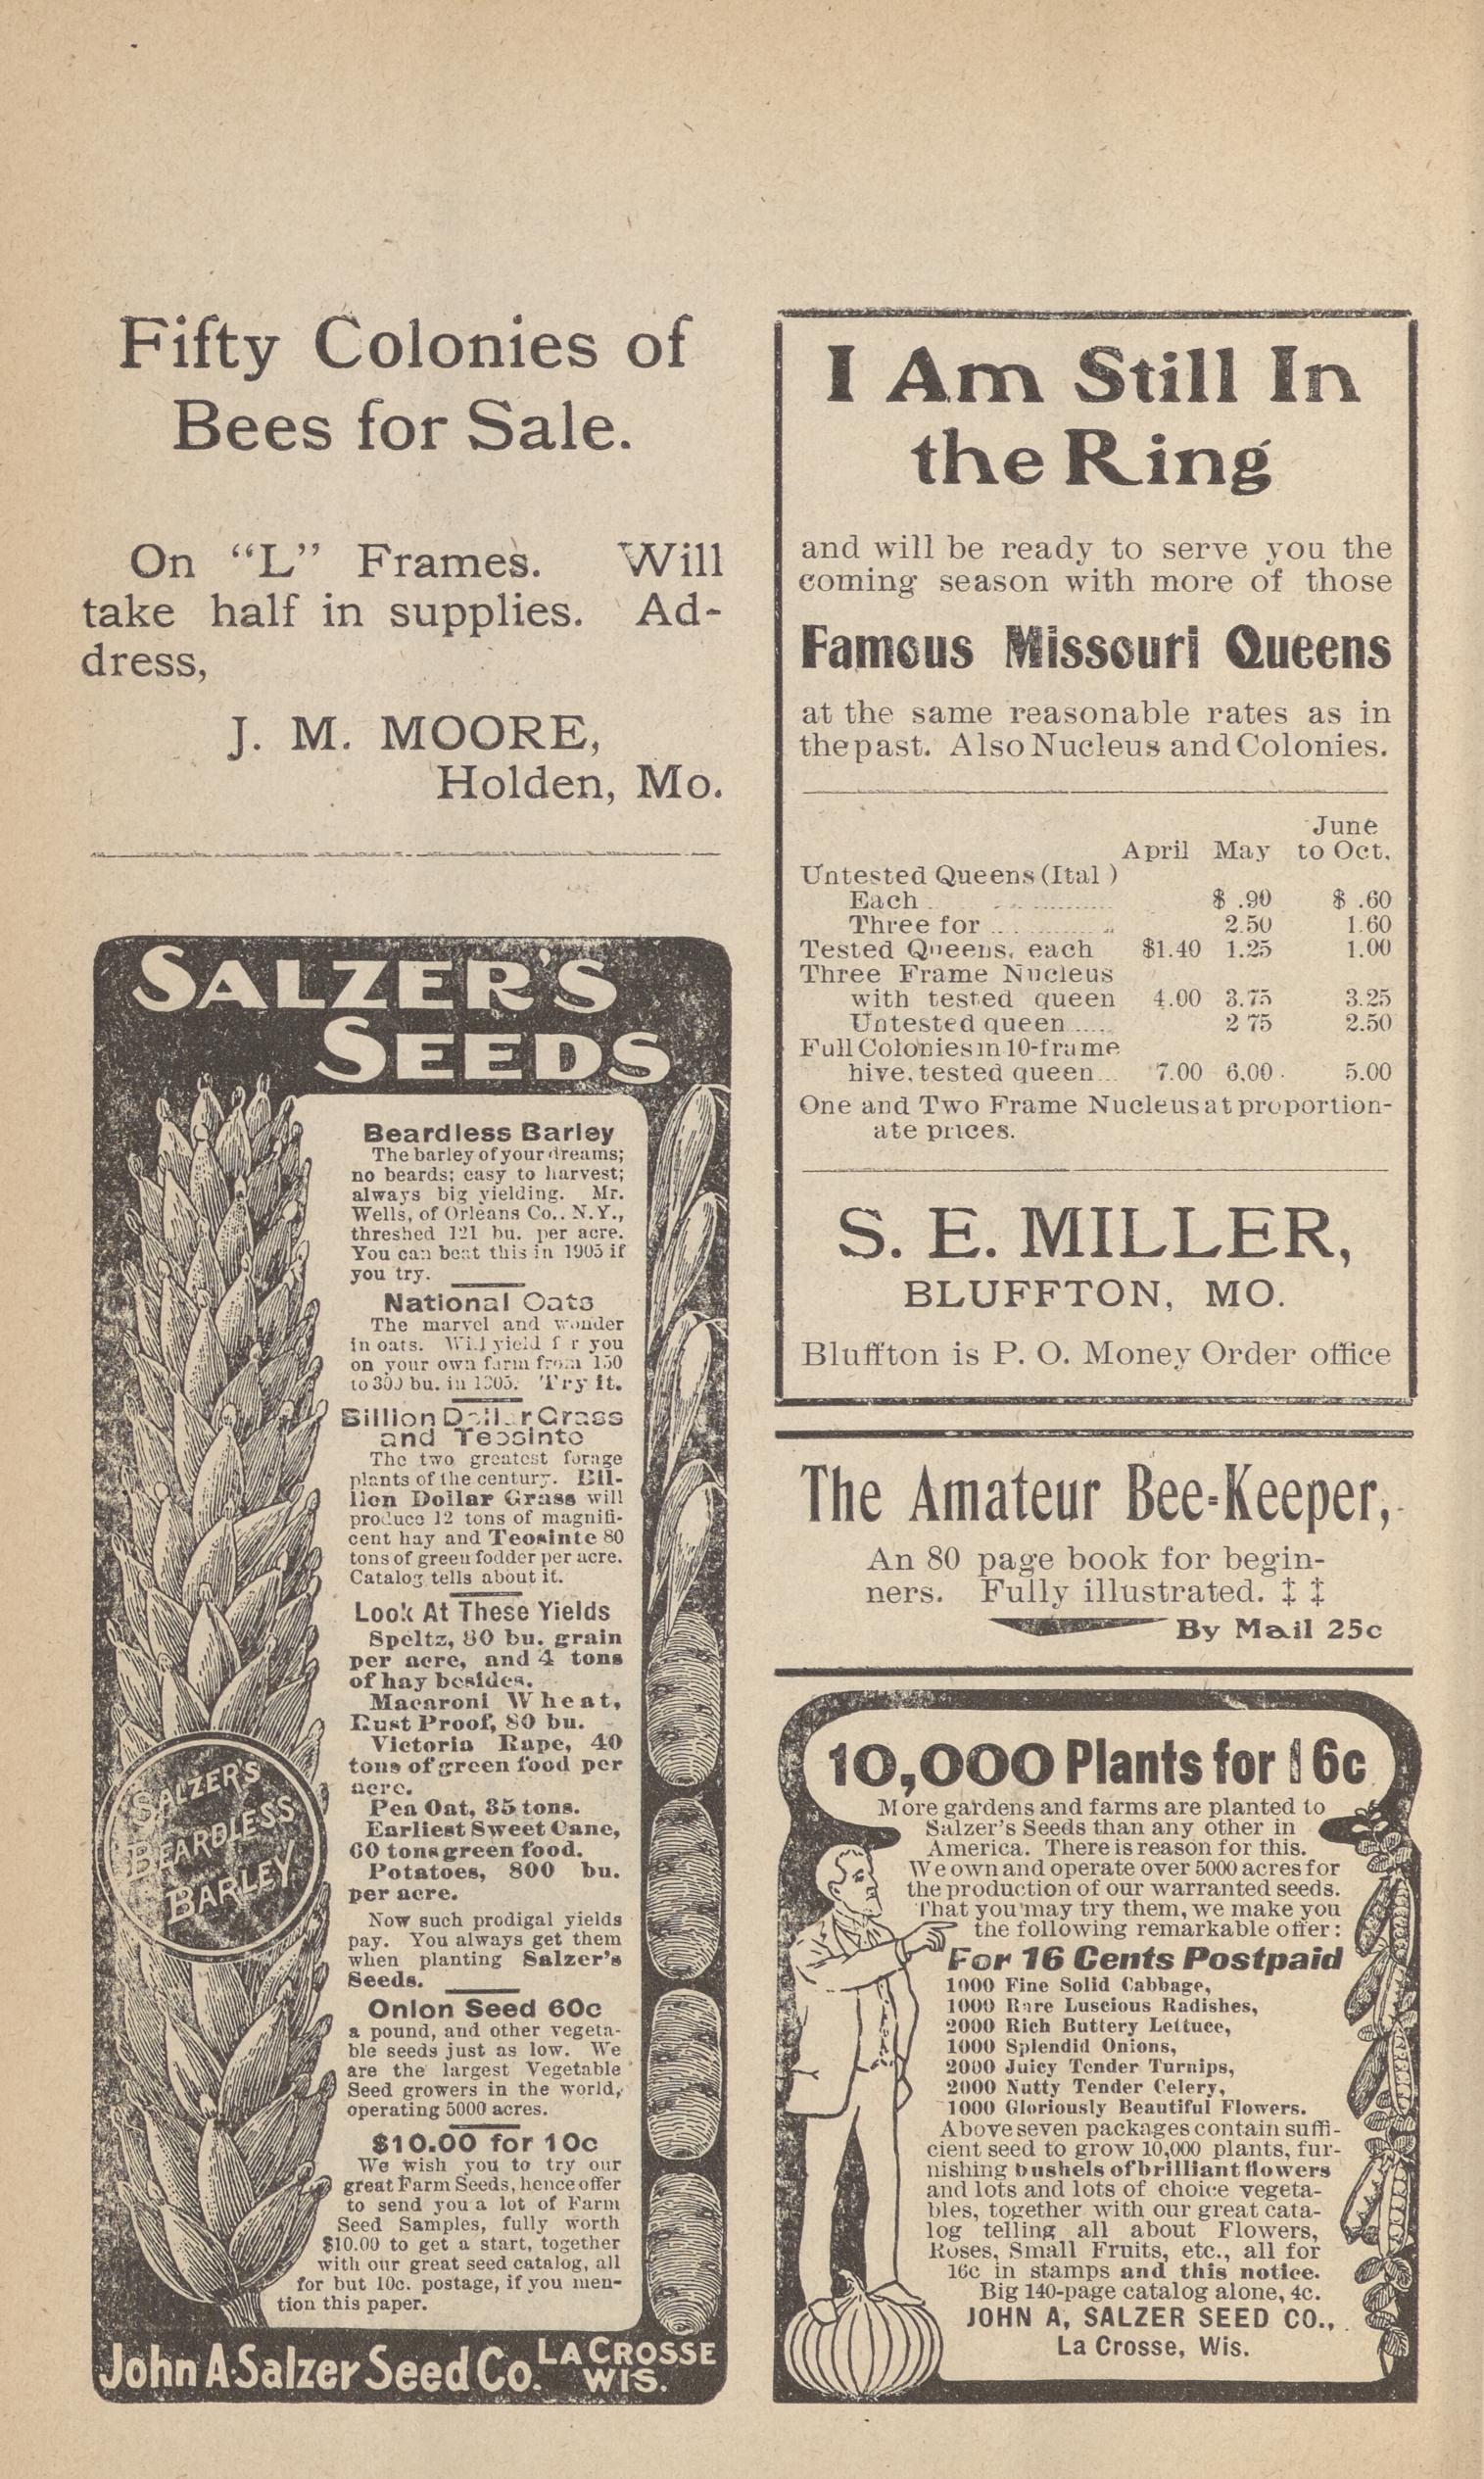 Fifty Colonies of
Bees for Sale.
On “L” Frames. Will
take half in supplies. Ad-
dress,
J. M. MOORE,
Holden, Mo.
SALZER'S
SEEDS
Beardless Barley
The barley of your dreams;
no beards; easy to harvest;
always big yielding. Mr.
Wells, of Orleans Co.. N.Y.,
threshed 121 bu. per acre.
You can beat this in 1905 if
you try.
National Oats
The marvel and wonder
in oats. Will yield f r you
on your own farm from 150
to 300 bu. in 1905. Try it.
Billion Dollar Grass
and Teosinte
The two greatest forage
plants of the century. Bil-
lion Dollar Grass will
produce 12 tons of magnifi-
cent hay and Teosinte 80
tons of green fodder per acre.
Catalog tells about it.
Look At These Yields
Speltz, 80 bu. grain
per acre, and 4 tons
of hay besides.
Macaroni Wheat,
Rust Proof, 80 bu.
Victoria Rape, 40
tons of green food per
acre.
Pea Oat, 85 tons.
Earliest Sweet Cane,
60 tons green food.
Potatoes, 800 bu.
per acre.
Now such prodigal yields
pay. You always get them
when planting Salzer's
Seeds.
Onion Seed 60c
a pound, and other vegeta-
ble seeds just as low. We
are the largest Vegetable
Seed growers in the world,
operating 5000 acres.
$10.00 for 10c
We wish you to try our
great Farm Seeds, hence offer
to send you a lot of Farm
Seed Samples, fully worth
$10.00 to get a start, together
with our great seed catalog, all
for but 10c. postage, if you men-
tion this paper.
SALZER'S
BEARDLESS
BARLEY
John A. Salzer Seed Co. LA CROSSE
WIS.
I Am Still In
the Ring
and will be ready to serve you the
coming season with more of those
Famous Missouri Queens
at the same reasonable rates as in
the past. Also Nucleus and Colonies.
June
April May to Oct.
Untested Queens (Ital )
Each $ .90 $ .60
Three for 2.50 1.60
Tested Queens, each $1.40 1.25 1.00
Three Frame Nucleus
with tested queen 4.00 3.75 3.25
Untested queen 2 75 2.50
Full Colonies in 10-frame
hive, tested queen 7.00 6.00 5.00
One and Two Frame Nucleus at proportion-
ate prices.
S. E. MILLER,
BLUFFTON, MO.
Bluffton is P. O. Money Order office
The Amateur Bee-Keeper,
An 80 page book for begin-
ners. Fully illustrated. ‡ ‡
By Mail 25c
10,000 Plants for 16c
More gardens and farms are planted to
Salzer's Seeds than any other in
America. There is reason for this.
We own and operate over 5000 acres for
the production of our warranted seeds.
That you may try them, we make you
the following remarkable offer:
For 16 Cents Postpaid
1000 Fine Solid Cabbage,
1000 Rare Luscious Radishes,
2000 Rich Buttery Lettuce,
1000 Splendid Onions,
2000 Juicy Tender Turnips,
2000 Nutty Tender Celery,
1000 Gloriously Beautiful Flowers.
Above seven packages contain suffi-
cient seed to grow 10,000 plants, fur-
nishing bushels of brilliant flowers
and lots and lots of choice vegeta-
bles, together with our great cata-
log telling all about Flowers,
Roses, Small Fruits, etc., all for
16c in stamps and this notice.
Big 140-page catalog alone, 4c.
JOHN A, SALZER SEED CO.,
La Crosse, Wis.